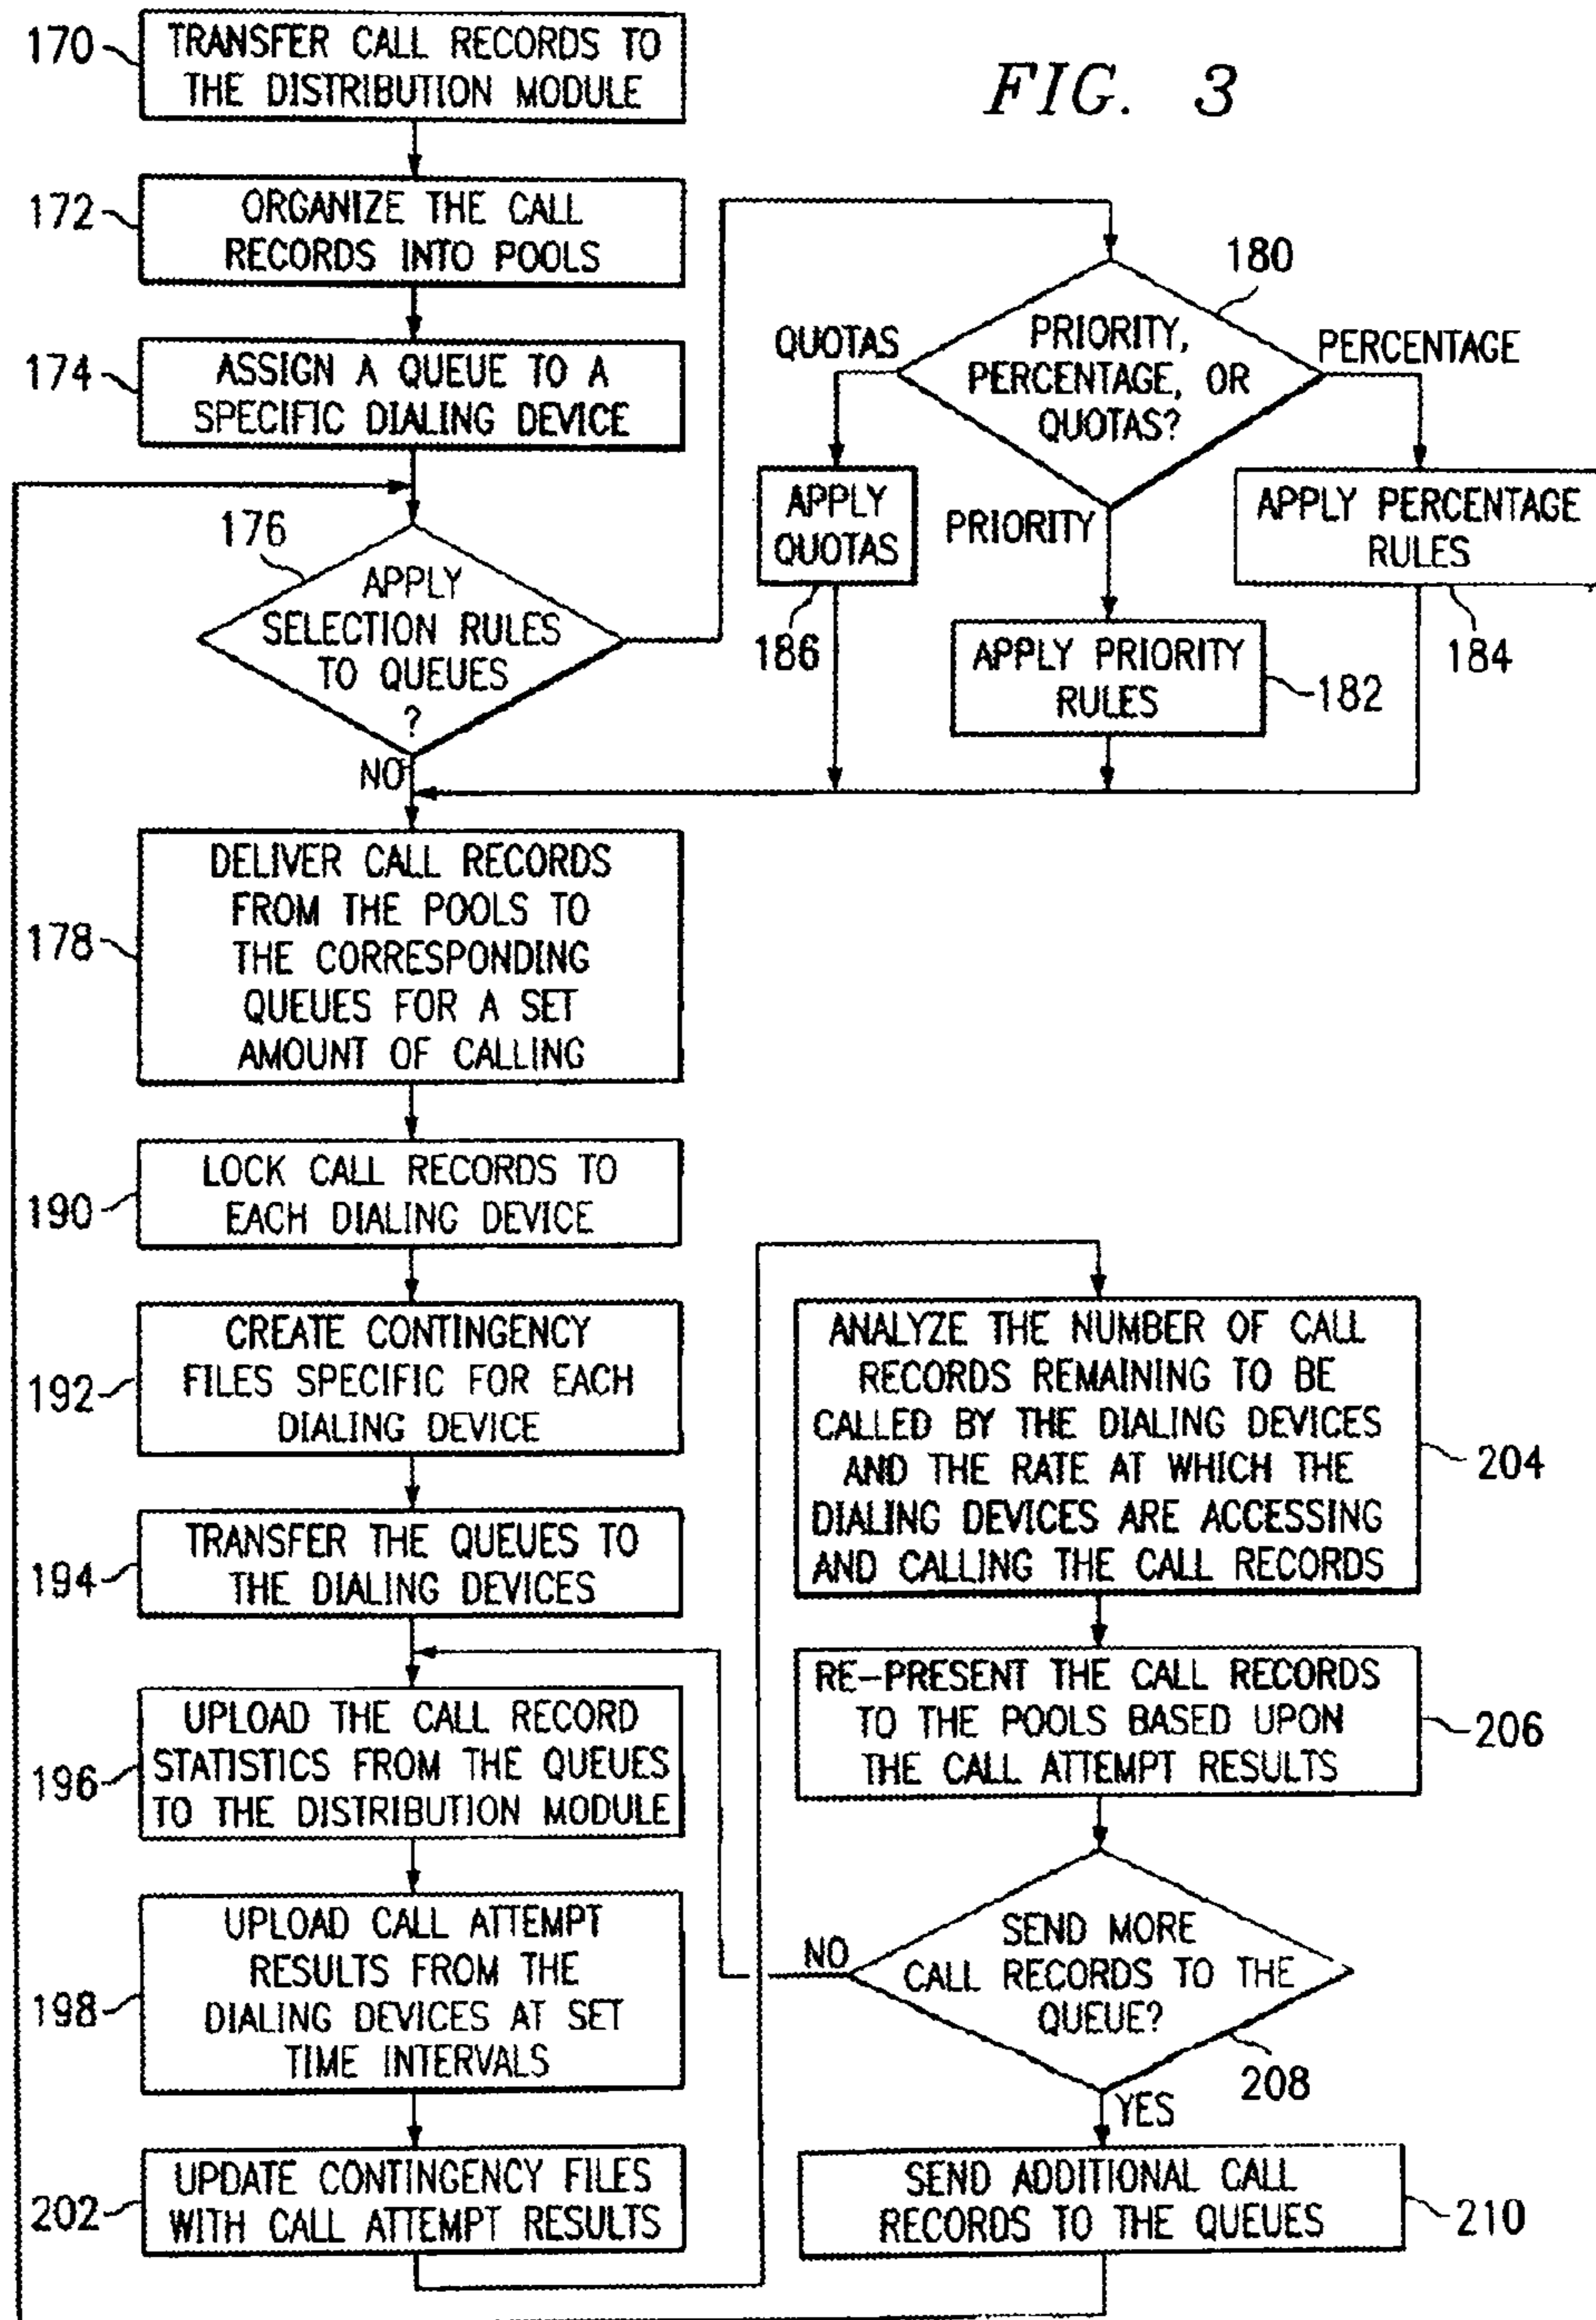 FIG. 3
170
TRANSFER CALL RECORDS TO
THE DISTRIBUTION MODULE
172
ORGANIZE THE CALL
RECORDS INTO POOLS
174
ASSIGN A QUEUE TO A
SPECIFIC DIALING DEVICE
176
APPLY
SELECTION RULES
TO QUEUES
?
NO
180
PRIORITY,
PERCENTAGE, OR
QUOTAS?
QUOTAS
PERCENTAGE
PRIORITY
APPLY
QUOTAS
186
APPLY PRIORITY
RULES
182
APPLY PERCENTAGE
RULES
184
178
DELIVER CALL RECORDS
FROM THE POOLS TO
THE CORRESPONDING
QUEUES FOR A SET
AMOUNT OF CALLING
190
LOCK CALL RECORDS TO
EACH DIALING DEVICE
192
CREATE CONTINGENCY
FILES SPECIFIC FOR EACH
DIALING DEVICE
194
TRANSFER THE QUEUES TO
THE DIALING DEVICES
196
UPLOAD THE CALL RECORD
STATISTICS FROM THE QUEUES
TO THE DISTRIBUTION MODULE
198
UPLOAD CALL ATTEMPT
RESULTS FROM THE
DIALING DEVICES AT SET
TIME INTERVALS
202
UPDATE CONTINGENCY FILES
WITH CALL ATTEMPT RESULTS
ANALYZE THE NUMBER OF CALL
RECORDS REMAINING TO BE
CALLED BY THE DIALING DEVICES
AND THE RATE AT WHICH THE
DIALING DEVICES ARE ACCESSING
AND CALLING THE CALL RECORDS
204
RE-PRESENT THE CALL RECORDS
TO THE POOLS BASED UPON
THE CALL ATTEMPT RESULTS
206
SEND MORE
CALL RECORDS TO THE
QUEUE?
NO
208
YES
SEND ADDITIONAL CALL
RECORDS TO THE QUEUES
210